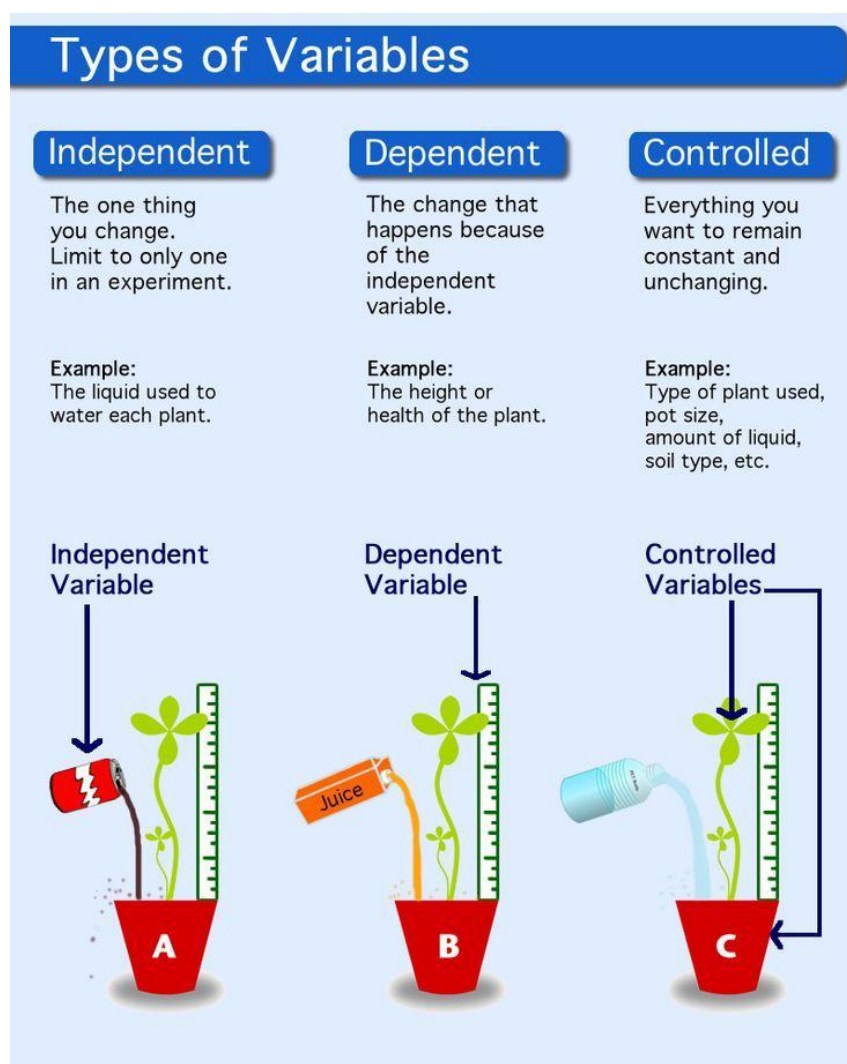 Types of Variables
Independent
The one thing
you change.
Limit to only one
in an experiment.
Example:
The liquid used to
water each plant.
Dependent
The change that
happens because
of the
independent
variable.
Example:
The height or
health of the plant.
Controlled
Everything you
want to remain
constant and
unchanging.
Example:
Type of plant used,
pot size,
amount of liquid,
soil type, etc.
Independent
Variable
Dependent
Variable
Controlled
Variables
Juice
A
B
C